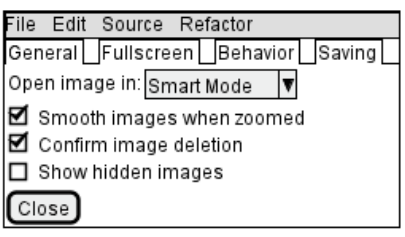 File Edit Source Refactor
General Fullscreen Behavior Saving
Open image in: Smart Mode
Smooth images when zoomed
Confirm image deletion
Show hidden images
Close